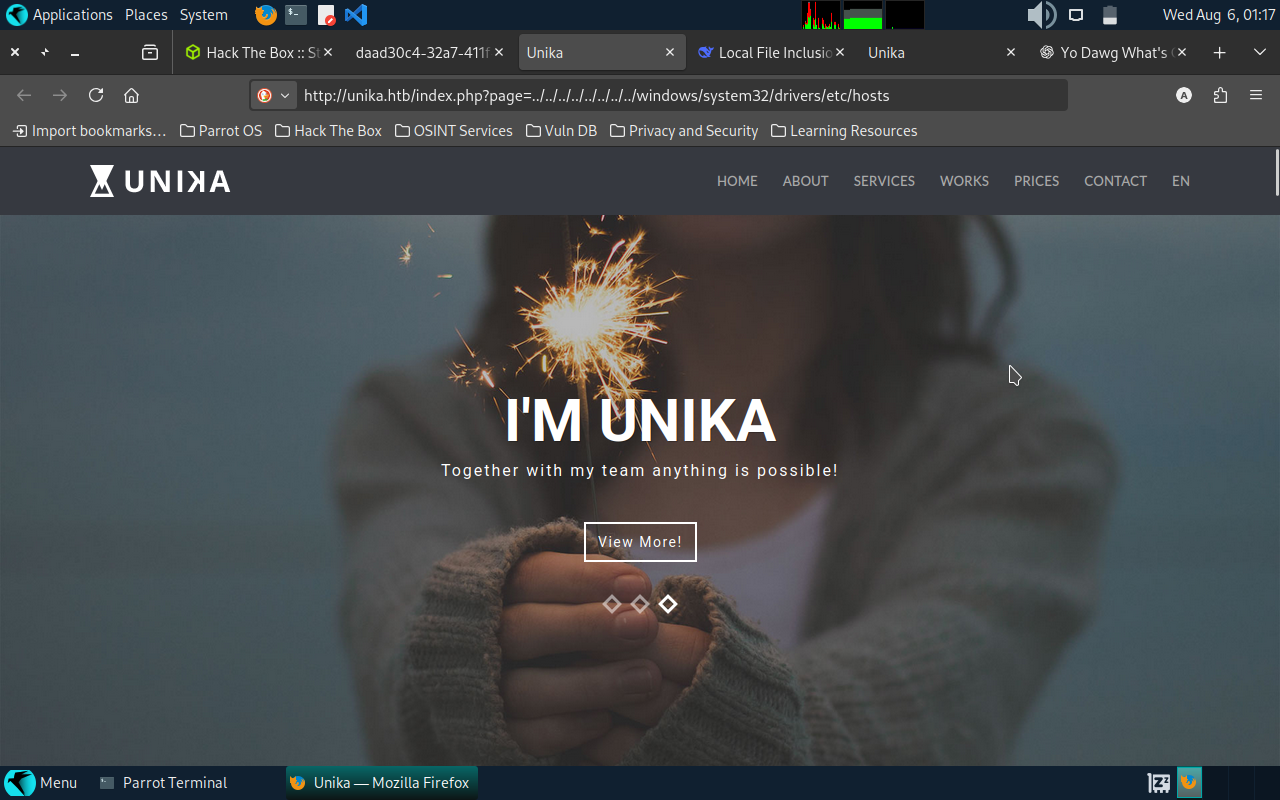 Applications Places System
Wed Aug 6, 01:17
Hack The Box :: St
daad30c4-32a7-411f
Unika
Local File Inclusio
Unika
Yo Dawg What's
http://unika.htb/index.php?page=../../../../../../../../windows/system32/drivers/etc/hosts
A
Import bookmarks…
Parrot OS
Hack The Box
OSINT Services
Vuln DB
Privacy and Security
Learning Resources
UNIKA
HOME ABOUT SERVICES WORKS PRICES CONTACT EN
I'M UNIKA
Together with my team anything is possible!
View More!
Menu
Parrot Terminal
Unika — Mozilla Firefox